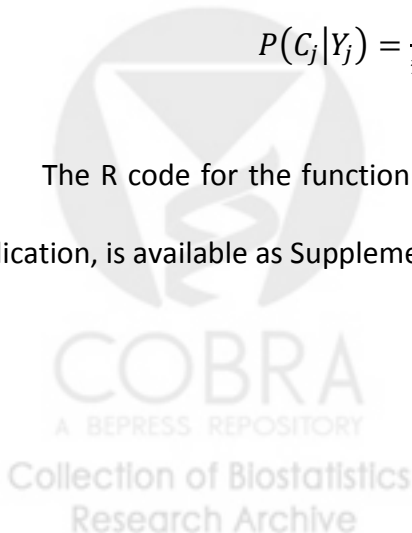 P(C_j|Y_j) =
The R code for the function
lication, is available as Suppleme
COBRA
A BEPRESS REPOSITORY
Collection of Biostatistics
Research Archive